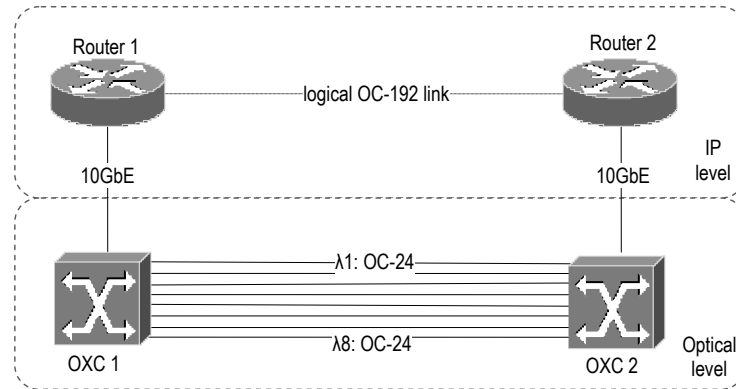 Router 1
Router 2
logical OC-192 link
10GbE
10GbE
IP
level
λ1: OC-24
λ8: OC-24
OXC 1
OXC 2
Optical
level